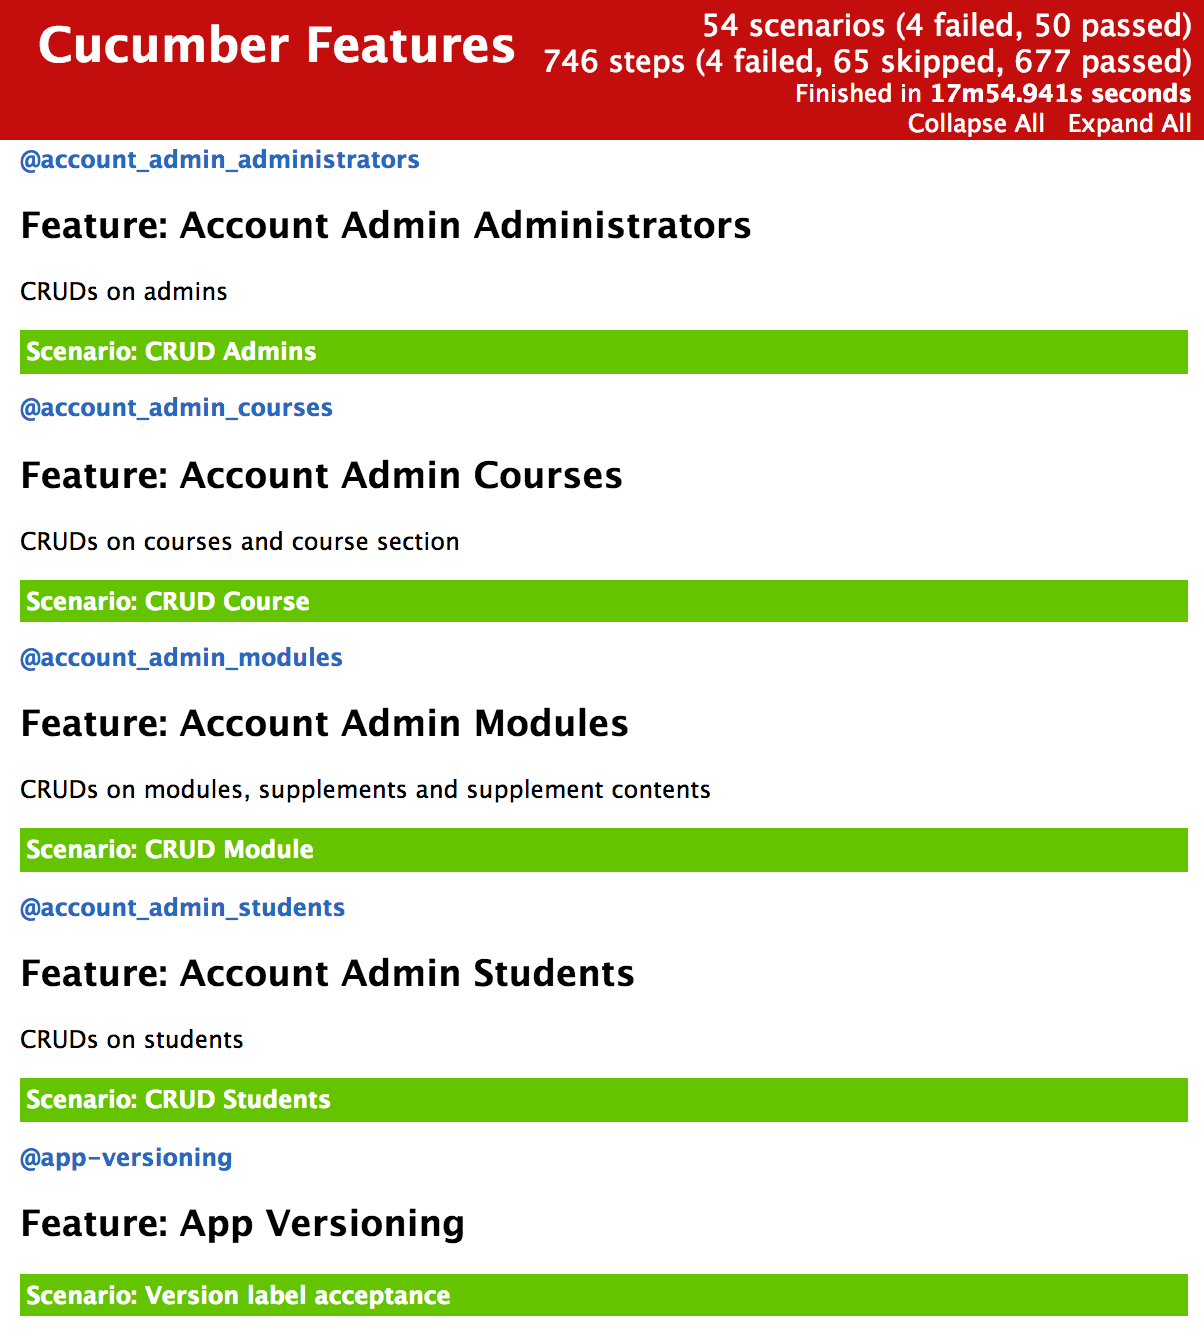 Cucumber Features
54 scenarios (4 failed, 50 passed)
746 steps (4 failed, 65 skipped, 677 passed)
Finished in 17m54.941s seconds
Collapse All Expand All
@account_admin_administrators
Feature: Account Admin Administrators
CRUDs on admins
Scenario: CRUD Admins
@account_admin_courses
Feature: Account Admin Courses
CRUDs on courses and course section
Scenario: CRUD Course
@account_admin_modules
Feature: Account Admin Modules
CRUDs on modules, supplements and supplement contents
Scenario: CRUD Module
@account_admin_students
Feature: Account Admin Students
CRUDs on students
Scenario: CRUD Students
@app-versioning
Feature: App Versioning
Scenario: Version label acceptance